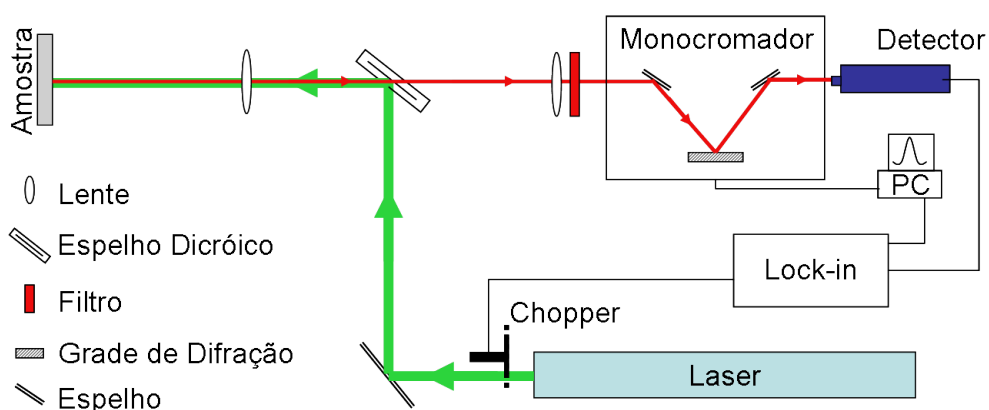 Amostra
Monocromador
Detector
PC
Lente
Espelho Dicróico
Lock-in
Filtro
Chopper
Grade de Difração
Laser
Espelho